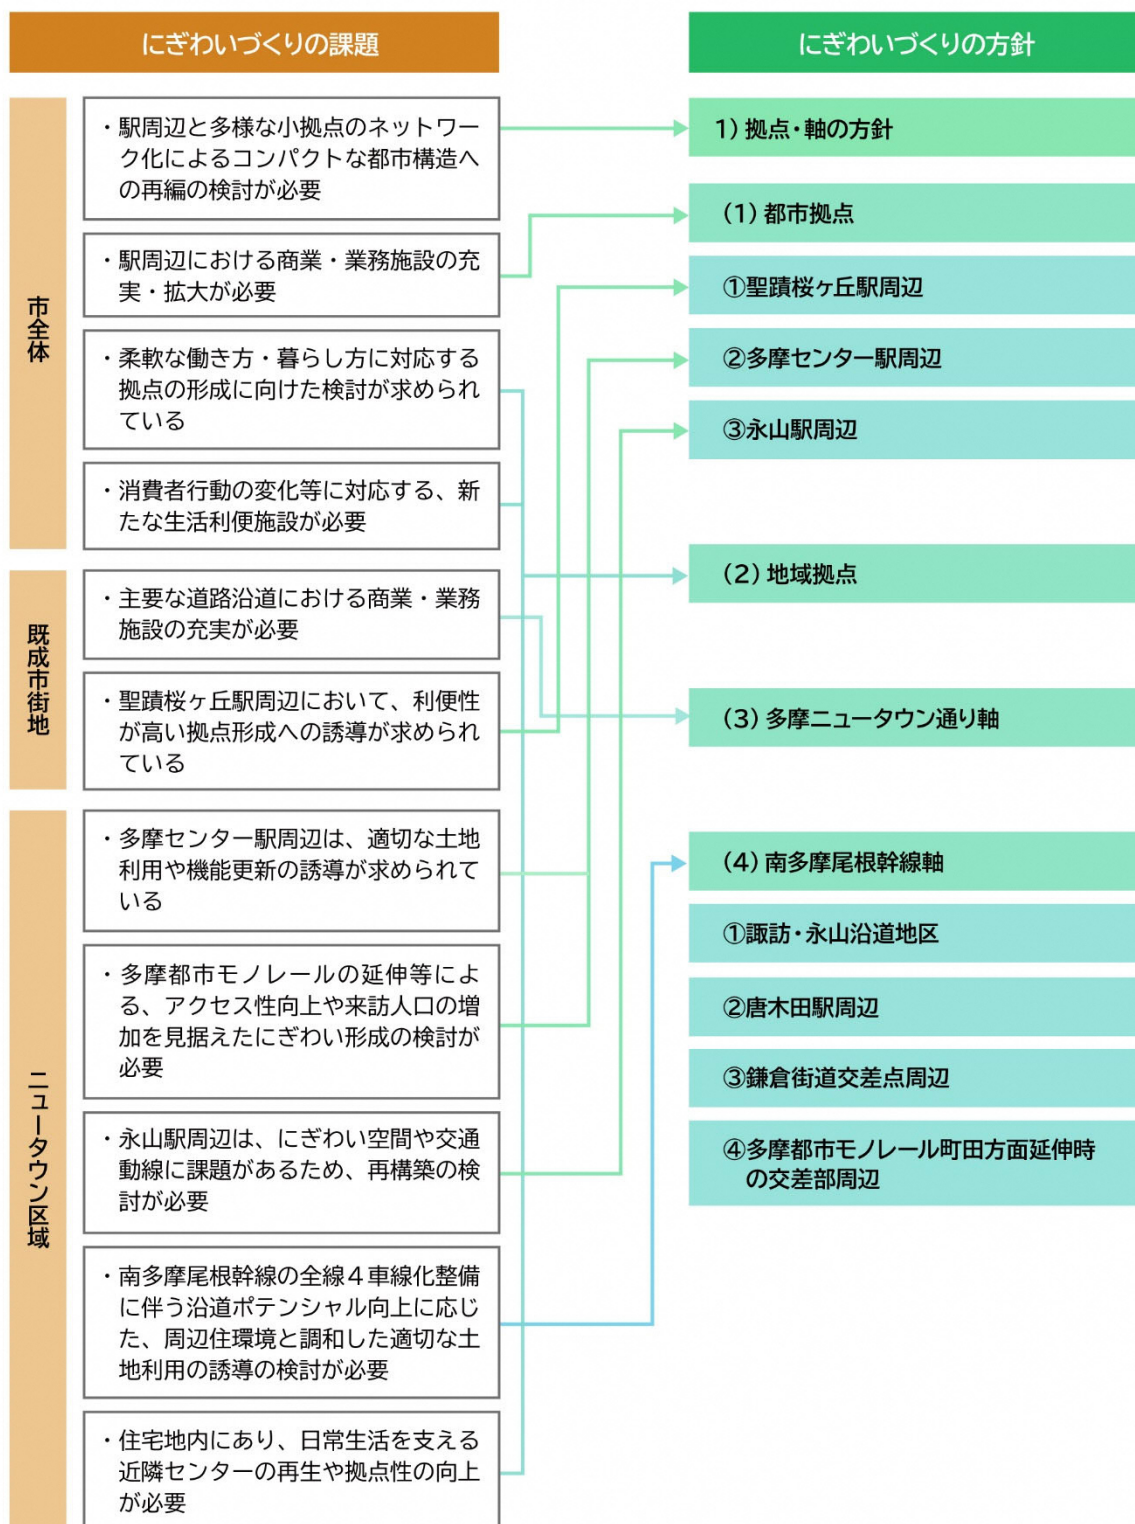 にぎわいづくりの課題
市全体
・駅周辺と多様な小拠点のネットワー
ク化によるコンパクトな都市構造へ
の再編の検討が必要
・駅周辺における商業・業務施設の充
実・拡大が必要
・柔軟な働き方・暮らし方に対応する
拠点の形成に向けた検討が求められ
ている
・消費者行動の変化等に対応する、新
たな生活利便施設が必要
既成市街地
・主要な道路沿道における商業・業務
施設の充実が必要
・聖蹟桜ヶ丘駅周辺において、利便性
が高い拠点形成への誘導が求められ
ている
ニュータウン区域
・多摩センター駅周辺は、適切な土地
利用や機能更新の誘導が求められて
いる
・多摩都市モノレールの延伸等によ
る、アクセス性向上や来訪人口の増
加を見据えたにぎわい形成の検討が
必要
・永山駅周辺は、にぎわい空間や交通
動線に課題があるため、再構築の検
討が必要
・南多摩尾根幹線の全線４車線化整備
に伴う沿道ポテンシャル向上に応じ
た、周辺住環境と調和した適切な土
地利用の誘導の検討が必要
・住宅地内にあり、日常生活を支える
近隣センターの再生や拠点性の向上
が必要
にぎわいづくりの方針
1）拠点・軸の方針
（1）都市拠点
①聖蹟桜ヶ丘駅周辺
②多摩センター駅周辺
③永山駅周辺
（2）地域拠点
（3）多摩ニュータウン通り軸
（4）南多摩尾根幹線軸
①諏訪・永山沿道地区
②唐木田駅周辺
③鎌倉街道交差点周辺
④多摩都市モノレール町田方面延伸時
の交差部周辺